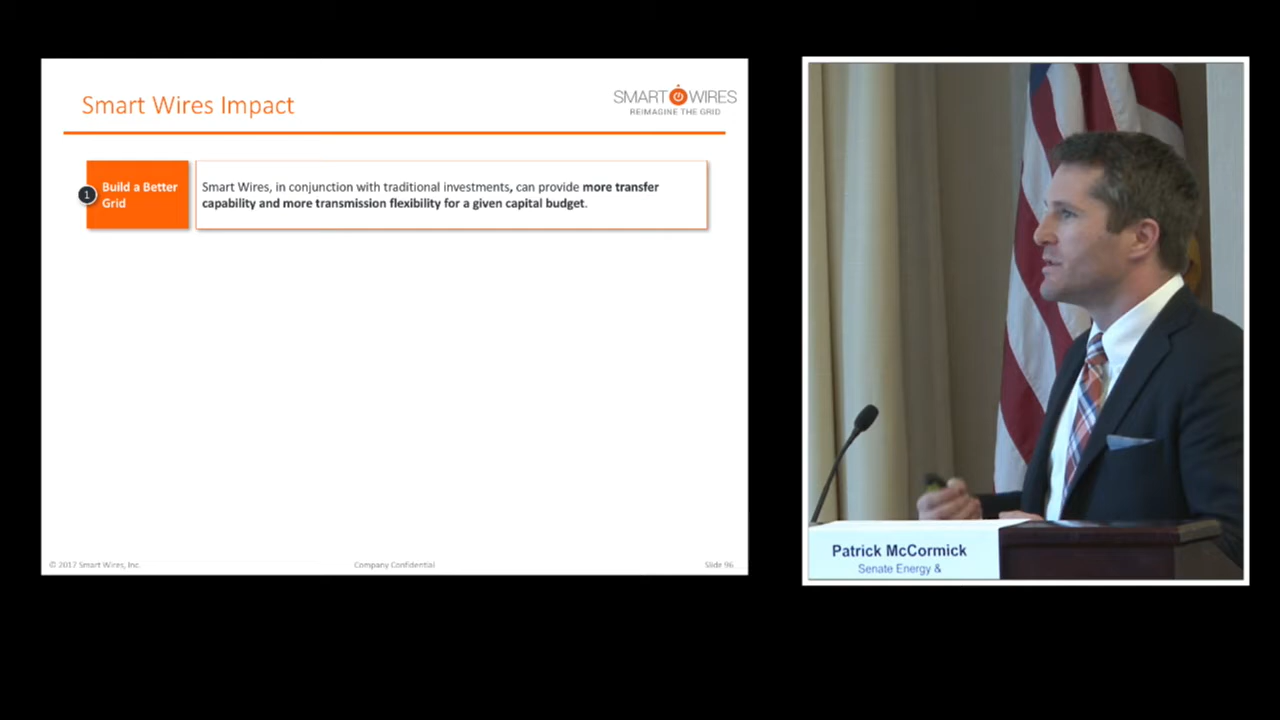 Smart Wires Impact
SMART WIRES
REIMAGINE THE GRID
1
Build a Better
Grid
Smart Wires, in conjunction with traditional investments, can provide more transfer
capability and more transmission flexibility for a given capital budget.
© 2017 Smart Wires, Inc.
Company Confidential
Slide 96
Patrick McCormick
Senate Energy &